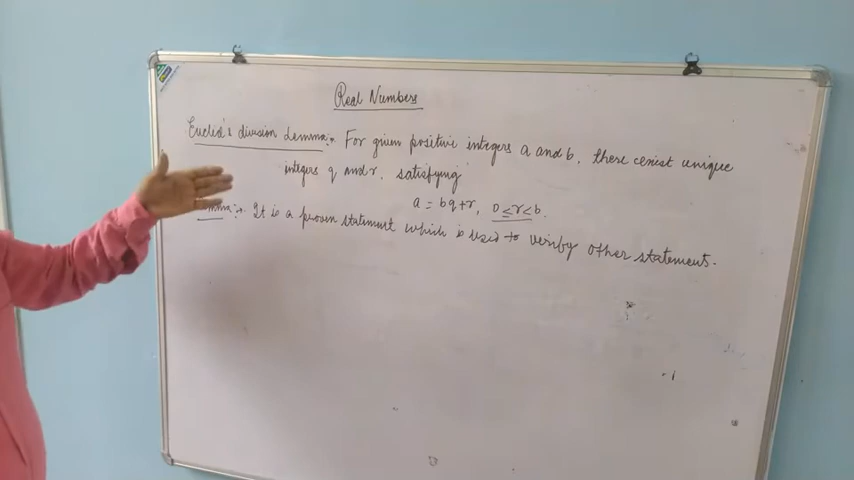 Real Numbers
Euclid's division Lemma:- For given positive integers a and b, there exist unique
integers q and r, satisfying
a = bq+r, 0 ≤ r < b.
It is a proven statement which is used to verify other statement.